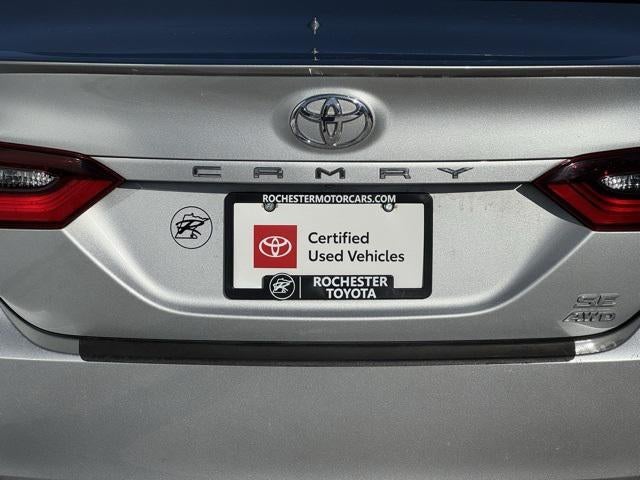 CAMRY
ROCHESTERMOTORCARS.COM
Certified
Used Vehicles
ROCHESTER
TOYOTA
SE
AWD